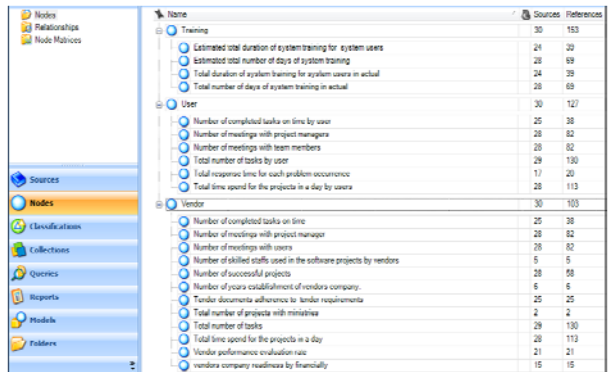 Nodes
Relationships
Node Matrices
Sources
Nodes
Classifications
Collections
Queries
Reports
Models
Folders
Name Sources References
Training 30 153
Estimated total duration of system training for system users 24 39
Estimated total number of days of system training 28 69
Total duration of system training for system users in actual 24 39
Total number of days of system training in actual 28 69
User 30 127
Number of completed tasks on time by user 25 38
Number of meetings with project managers 28 82
Number of meetings with team members 28 82
Total number of tasks by user 29 130
Total response time for each problem occurrence 17 20
Total time spend for the projects in a day by users 28 113
Vendor 30 103
Number of completed tasks on time 25 38
Number of meetings with project manager 28 82
Number of meetings with users 28 82
Number of skilled staffs used in the software projects by vendors 5 5
Number of successful projects 28 58
Number of years establishment of vendors company. 6 6
Tender documents adherence to tender requirements 25 25
Total number of projects with ministries 2 2
Total number of tasks 29 130
Total time spend for the projects in a day 28 113
Vendor performance evaluation rate 21 21
vendors company readiness by financially 15 15